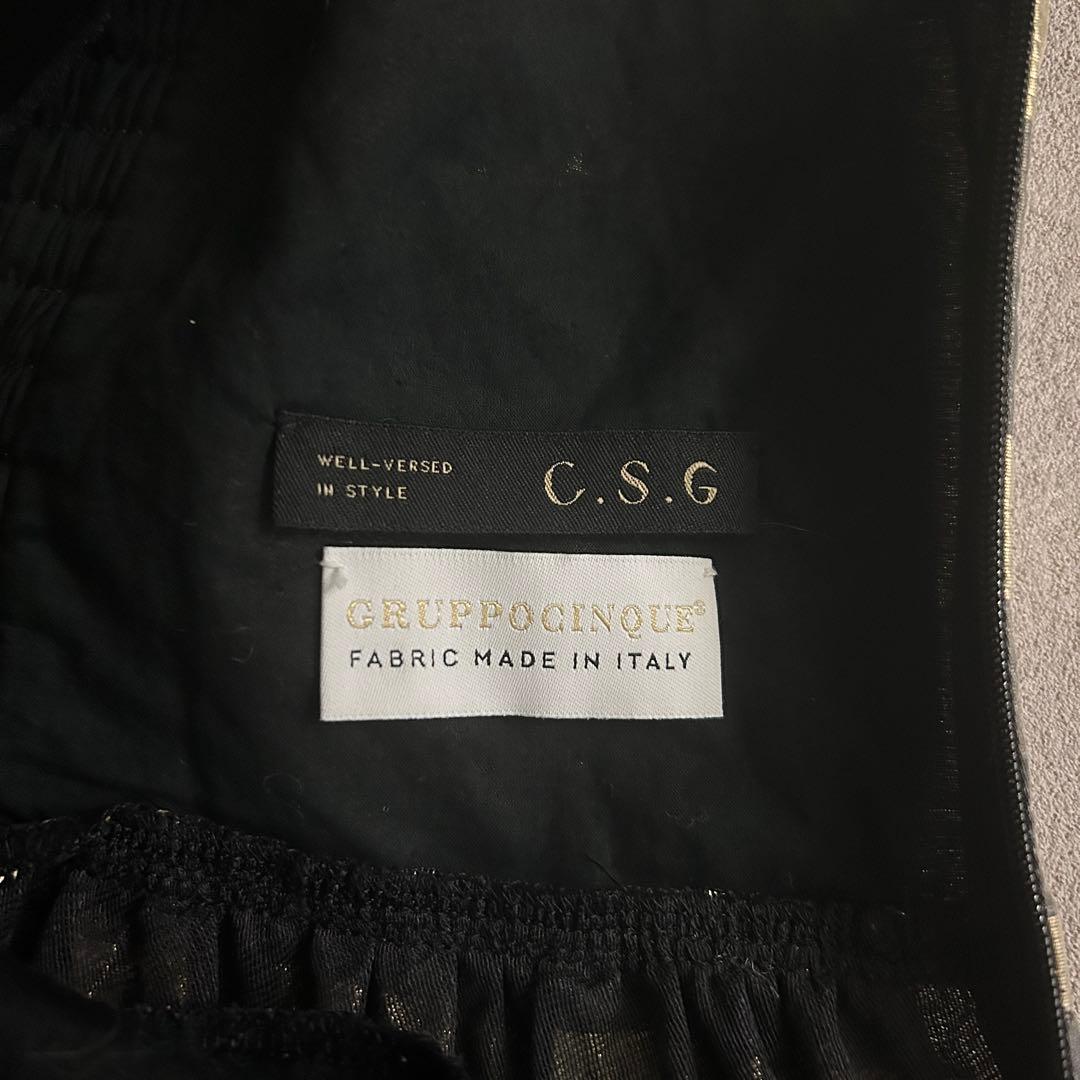 WELL-VERSED
IN STYLE
C.S.G
GRUPPOCINQUE®
FABRIC MADE IN ITALY